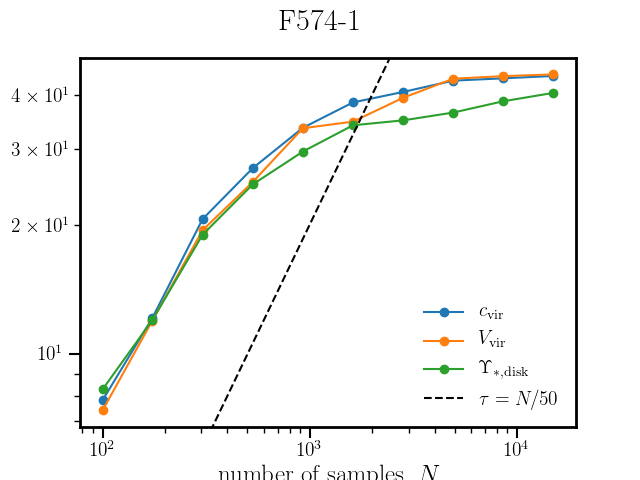 F574-1
4 × 10¹
3 × 10¹
2 × 10¹
10¹
c_vir
V_vir
Υ_*,disk
τ = N/50
10² 10³ 10⁴
number of samples, N